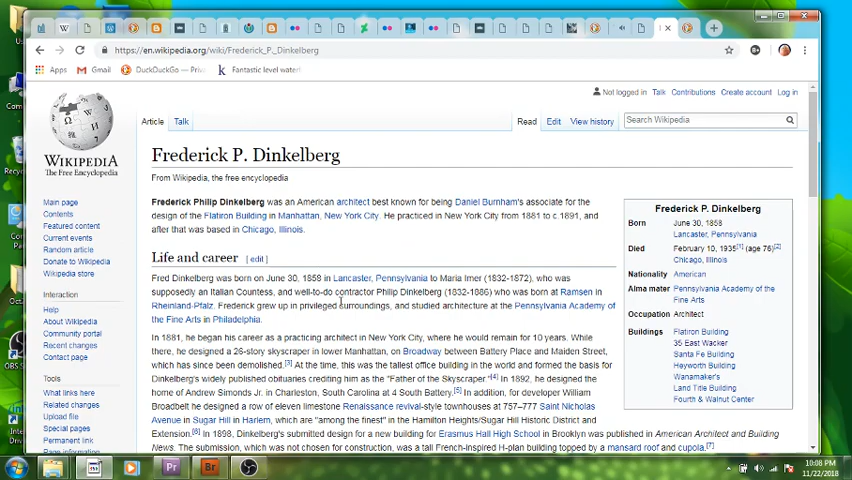 https://en.wikipedia.org/wiki/Frederick_P._Dinkelberg
Apps
Gmail
DuckDuckGo — Priva
Fantastic level water
Not logged in Talk Contributions Create account Log in
Article Talk
Read Edit View history
Search Wikipedia
WIKIPEDIA
The Free Encyclopedia
Main page
Contents
Featured content
Current events
Random article
Donate to Wikipedia
Wikipedia store
Interaction
Help
About Wikipedia
Community portal
Recent changes
Contact page
Tools
What links here
Related changes
Upload file
Special pages
Permanent link
Frederick P. Dinkelberg
From Wikipedia, the free encyclopedia
Frederick Philip Dinkelberg was an American architect best known for being Daniel Burnham's associate for the
design of the Flatiron Building in Manhattan, New York City. He practiced in New York City from 1881 to c.1891, and
after that was based in Chicago, Illinois.
Life and career [ edit ]
Fred Dinkelberg was born on June 30, 1858 in Lancaster, Pennsylvania to Maria Imer (1832-1872), who was
supposedly an Italian Countess, and well-to-do contractor Philip Dinkelberg (1832-1886) who was born at Ramsen in
Rheinland-Pfalz. Frederick grew up in privileged surroundings, and studied architecture at the Pennsylvania Academy of
the Fine Arts in Philadelphia.
In 1881, he began his career as a practicing architect in New York City, where he would remain for 10 years. While
there, he designed a 26-story skyscraper in lower Manhattan, on Broadway between Battery Place and Maiden Street,
which has since been demolished.[3] At the time, this was the tallest office building in the world and formed the basis for
Dinkelberg's widely published obituaries crediting him as the "Father of the Skyscraper."[4] In 1892, he designed the
home of Andrew Simonds Jr. in Charleston, South Carolina at 4 South Battery.[5] In addition, for developer William
Broadbelt he designed a row of eleven limestone Renaissance revival-style townhouses at 757–777 Saint Nicholas
Avenue in Sugar Hill in Harlem, which are "among the finest" in the Hamilton Heights/Sugar Hill Historic District and
Extension.[6] In 1898, Dinkelberg's submitted design for a new building for Erasmus Hall High School in Brooklyn was published in American Architect and Building
News. The submission, which was not chosen for construction, was a tall French-inspired H-plan building topped by a mansard roof and cupola.[7]
Frederick P. Dinkelberg
Born June 30, 1858
Lancaster, Pennsylvania
Died February 10, 1935[1] (age 76)[2]
Chicago, Illinois
Nationality American
Alma mater Pennsylvania Academy of the
Fine Arts
Occupation Architect
Buildings Flatiron Building
35 East Wacker
Santa Fe Building
Heyworth Building
Wanamaker's
Land Title Building
Fourth & Walnut Center
Pr
Br
10:08 PM
11/22/2018